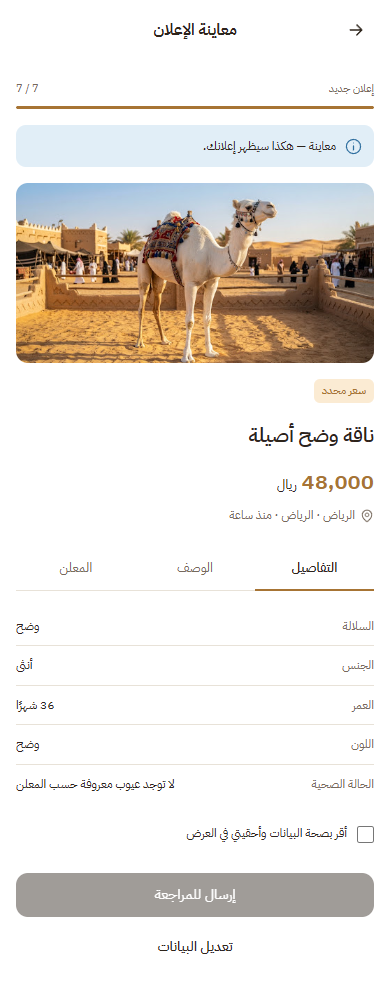 معاينة الإعلان
إعلان جديد
7 / 7
معاينة — هكذا سيظهر إعلانك.
سعر محدد
ناقة وضح أصيلة
48,000 ريال
الرياض · الرياض · منذ ساعة
التفاصيل
الوصف
المعلن
السلالة
وضح
الجنس
أنثى
العمر
36 شهرًا
اللون
وضح
الحالة الصحية
لا توجد عيوب معروفة حسب المعلن
أقر بصحة البيانات وأحقيتي في العرض
إرسال للمراجعة
تعديل البيانات